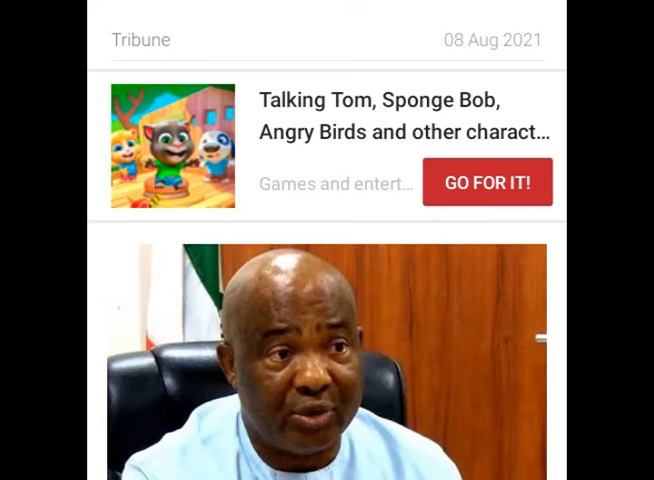 Tribune
08 Aug 2021
Talking Tom, Sponge Bob,
Angry Birds and other charact...
Games and entert...
GO FOR IT!